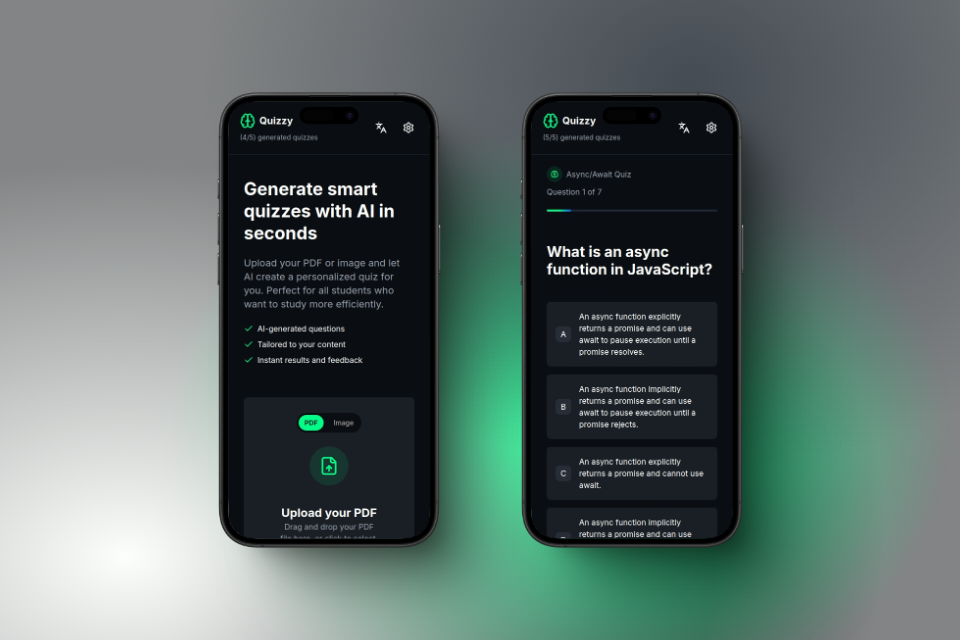 Quizzy
(4/5) generated quizzes
Generate smart
quizzes with AI in
seconds
Upload your PDF or image and let
AI create a personalized quiz for
you. Perfect for all students who
want to study more efficiently.
AI-generated questions
Tailored to your content
Instant results and feedback
PDF Image
Upload your PDF
Drag and drop your PDF
file here, or click to select
Quizzy
(5/5) generated quizzes
Async/Await Quiz
Question 1 of 7
What is an async
function in JavaScript?
A
An async function explicitly
returns a promise and can use
await to pause execution until a
promise resolves.
B
An async function implicitly
returns a promise and can use
await to pause execution until a
promise rejects.
C
An async function explicitly
returns a promise and cannot use
await.
An async function implicitly
returns a promise and can use